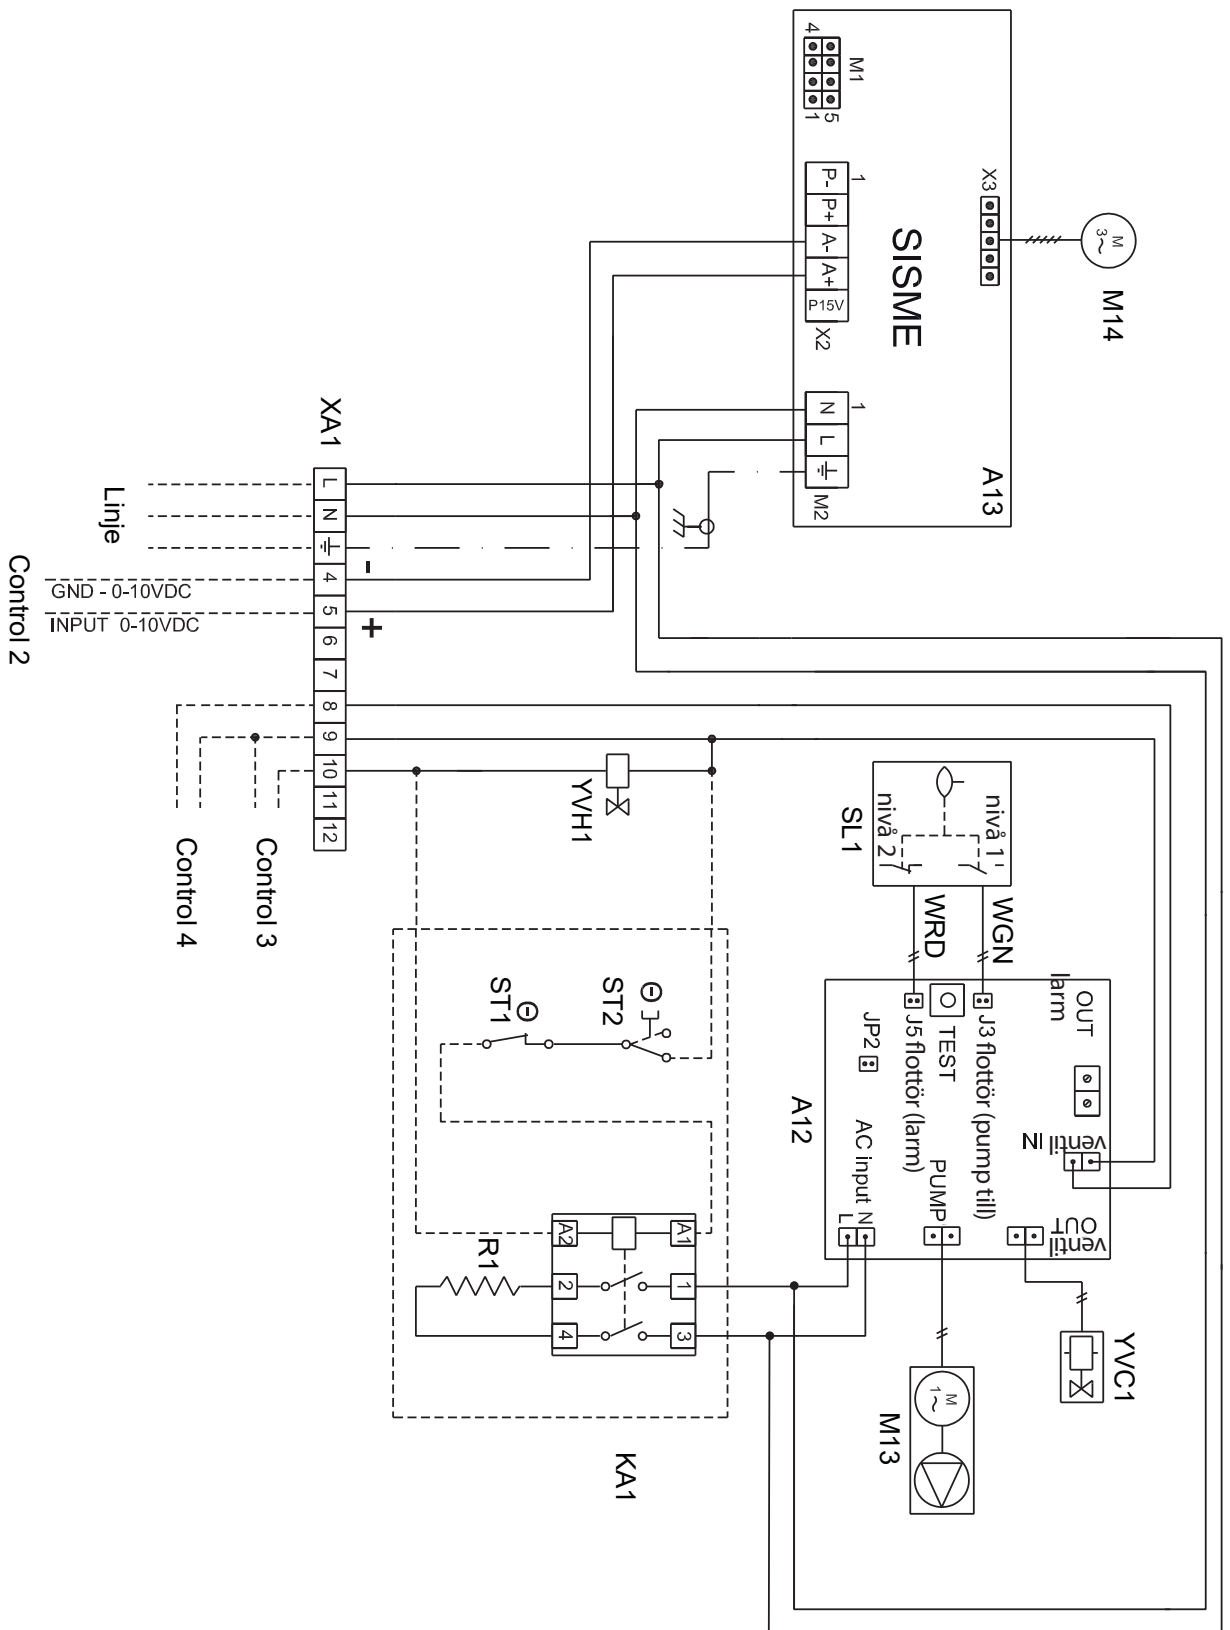 M14
M
3~
X3
SISME
A13
M1
4
1
5
1
P-
P+
A-
A+
P15V
X2
1
N
L
M2
XA1
L
N
4
5
6
7
8
9
10
11
12
-
+
Linje
GND - 0-10VDC
INPUT 0-10VDC
Control 2
Control 3
Control 4
YVH1
SL1
nivå 1
nivå 2
WGN
WRD
A12
OUT
larm
ventil
IN
ventil
OUT
J3 flottör (pump till)
TEST
J5 flottör (larm)
JP2
PUMP
AC input
N
L
YVC1
M13
M
1~
ST2
ST1
KA1
A1
A2
1
2
3
4
R1